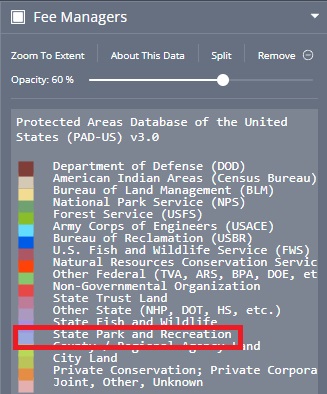 Fee Managers
Zoom To Extent About This Data Split Remove
Opacity: 60 %
Protected Areas Database of the United
States (PAD-US) v3.0
Department of Defense (DOD)
American Indian Areas (Census Bureau)
Bureau of Land Management (BLM)
National Park Service (NPS)
Forest Service (USFS)
Army Corps of Engineers (USACE)
Bureau of Reclamation (USBR)
U.S. Fish and Wildlife Service (FWS)
Natural Resources Conservation Servic
Other Federal (TVA, ARS, BPA, DOE, et
Non-Governmental Organization
State Trust Land
Other State (NHP, DOT, HS, etc.)
State Fish and Wildlife
State Park and Recreation
County / Regional Agency Land
City Land
Private Conservation; Private Corpora
Joint, Other, Unknown